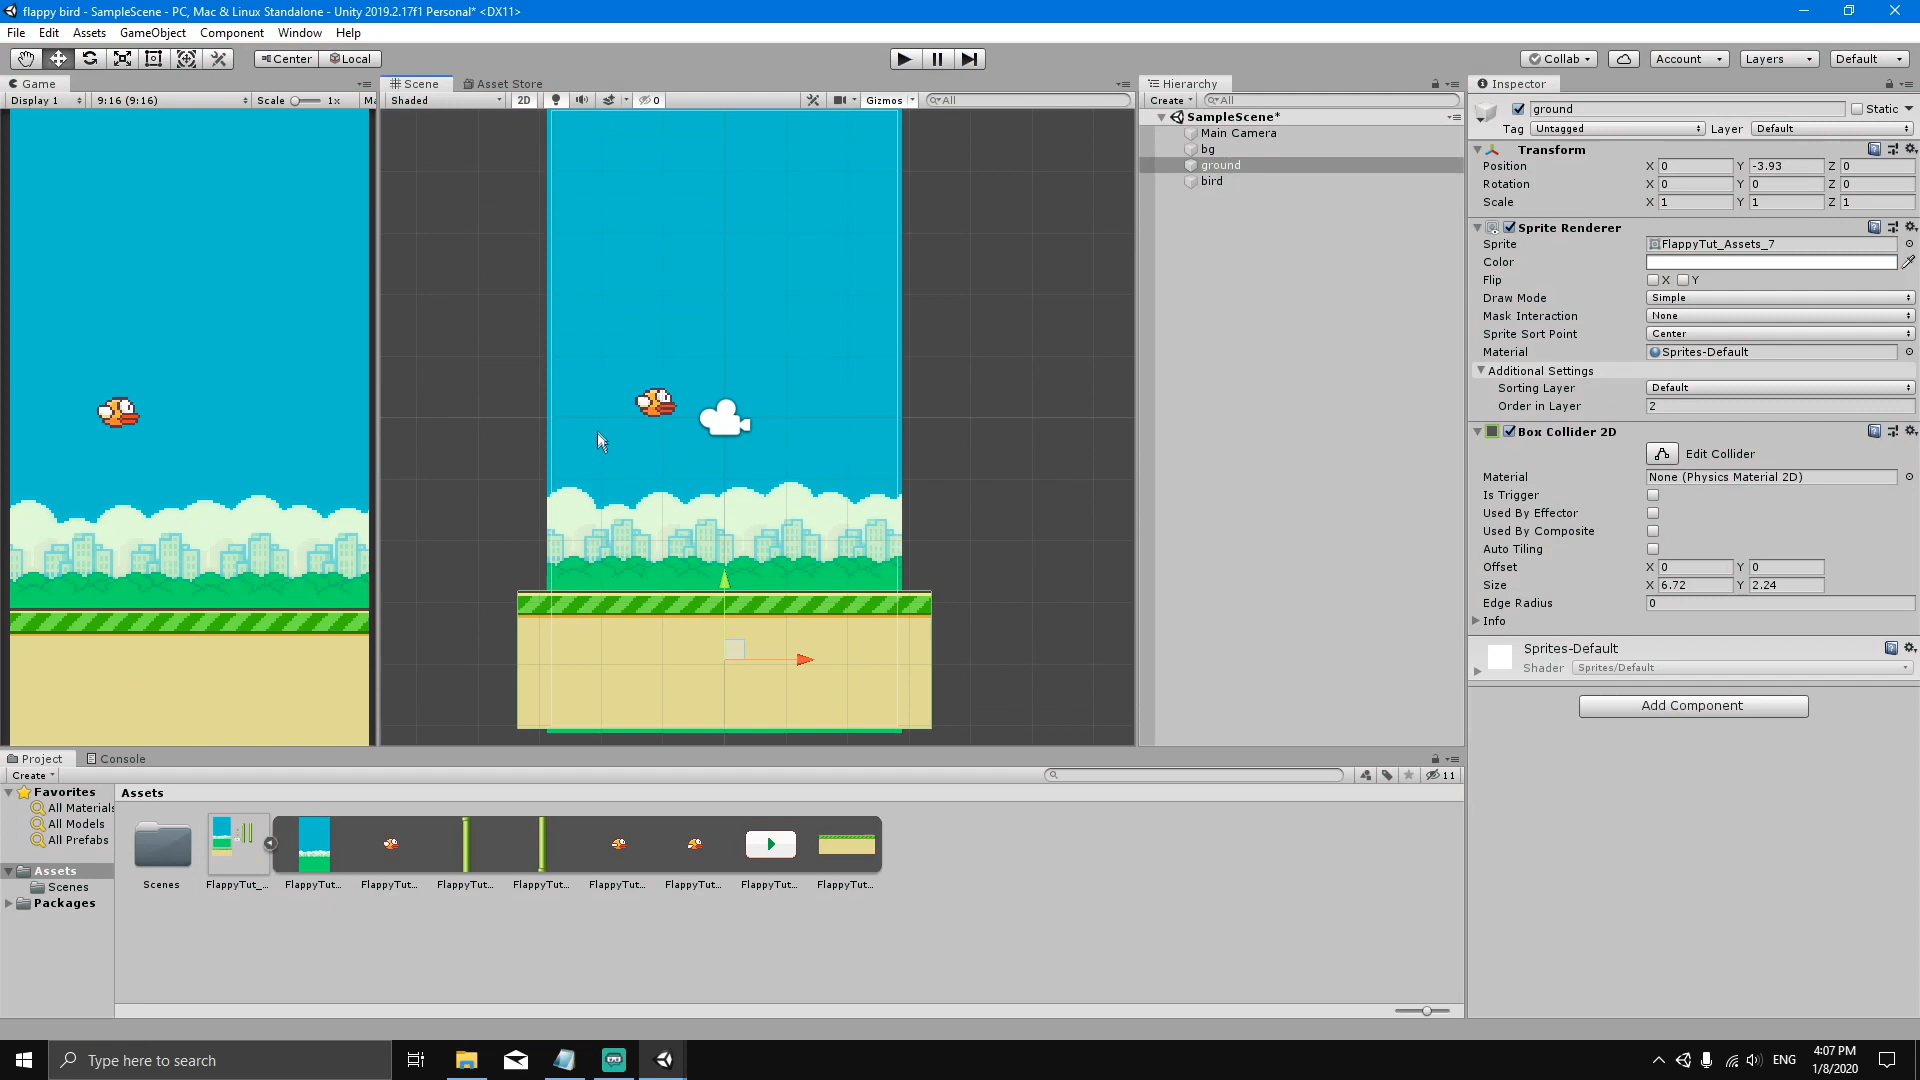 flappy bird - SampleScene - PC, Mac & Linux Standalone - Unity 2019.2.17f1 Personal* <DX11>
File Edit Assets GameObject Component Window Help
Center Local Collab Account Layers Default
Game Scene Asset Store Hierarchy Inspector
Display 1 9:16 (9:16) Scale 1x Ma Shaded 2D 0 Gizmos All Create All
ground Static
Tag Untagged Layer Default
SampleScene*
Main Camera
bg
ground
bird
Transform
Position X 0 Y -3.93 Z 0
Rotation X 0 Y 0 Z 0
Scale X 1 Y 1 Z 1
Sprite Renderer
Sprite FlappyTut_Assets_7
Color
Flip X Y
Draw Mode Simple
Mask Interaction None
Sprite Sort Point Center
Material Sprites-Default
Additional Settings
Sorting Layer Default
Order in Layer 2
Box Collider 2D
Edit Collider
Material None (Physics Material 2D)
Is Trigger
Used By Effector
Used By Composite
Auto Tiling
Offset X 0 Y 0
Size X 6.72 Y 2.24
Edge Radius 0
Info
Sprites-Default
Shader Sprites/Default
Add Component
Project Console
Create 11
Favorites
All Materials
All Models
All Prefabs
Assets
Scenes
Packages
Assets
Scenes FlappyTut_... FlappyTut... FlappyTut... FlappyTut... FlappyTut... FlappyTut... FlappyTut... FlappyTut... FlappyTut...
Type here to search
ENG
4:07 PM
1/8/2020